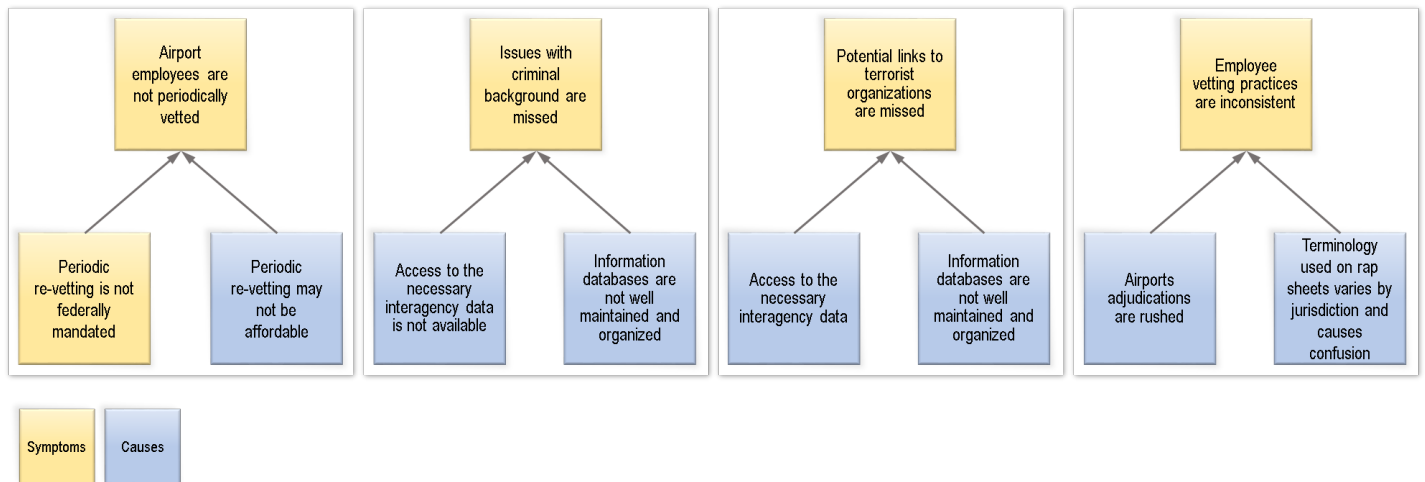 Airport
employees are
not periodically
vetted
Issues with
criminal
background are
missed
Potential links to
terrorist
organizations
are missed
Employee
vetting practices
are inconsistent
Periodic
re-vetting is not
federally
mandated
Periodic
re-vetting may
not be
affordable
Access to the
necessary
interagency data
is not available
Information
databases are
not well
maintained and
organized
Access to the
necessary
interagency data
Information
databases are
not well
maintained and
organized
Airports
adjudications
are rushed
Terminology
used on rap
sheets varies by
jurisdiction and
causes
confusion
Symptoms
Causes